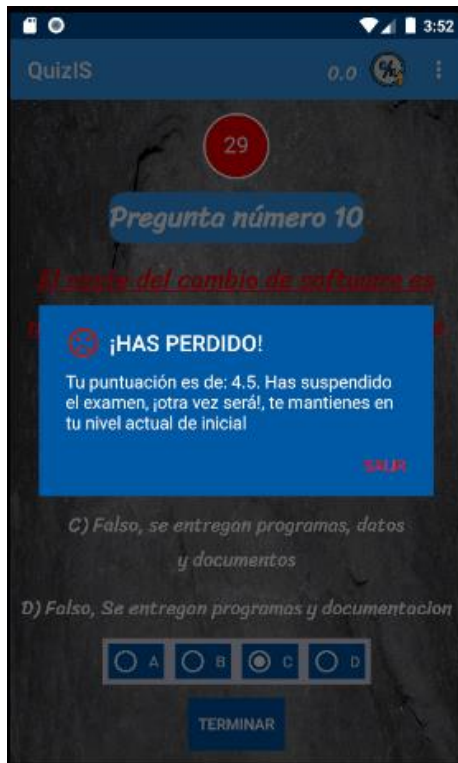 3:52
QuizIS
0.0
29
Pregunta número 10
El coste del cambio de software es
¡HAS PERDIDO!
Tu puntuación es de: 4.5. Has suspendido
el examen, ¡otra vez será!, te mantienes en
tu nivel actual de inicial
SALIR
C) Falso, se entregan programas, datos
y documentos
D) Falso, Se entregan programas y documentacion
A B C D
TERMINAR